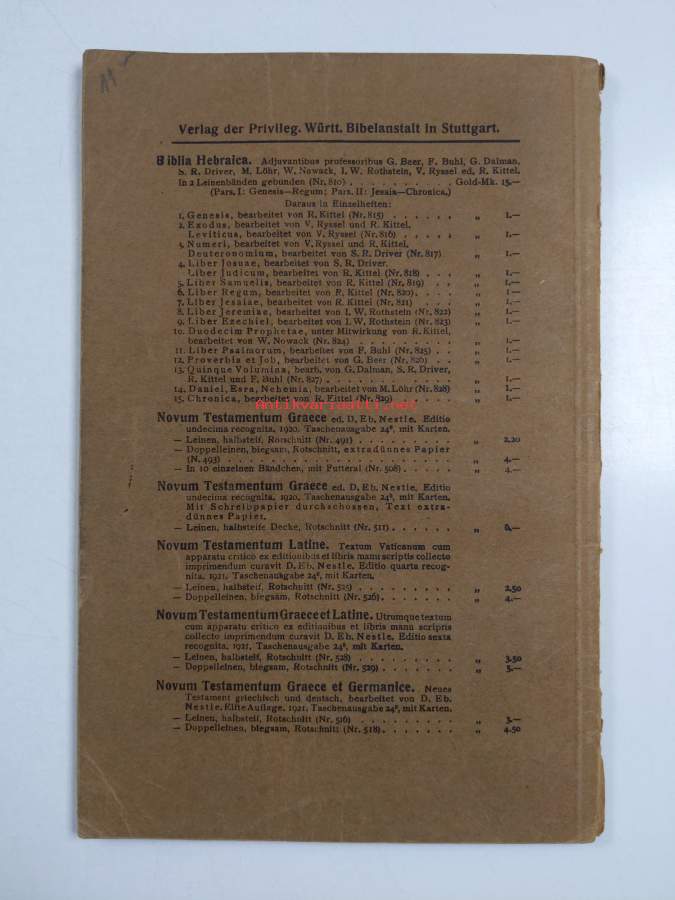 Verlag der Privileg. Württ. Bibelanstalt in Stuttgart.
Biblia Hebraica. Adjuvantibus professoribus G. Beer, F. Buhl, G. Dalman,
S. R. Driver, M. Löhr, W. Nowack, I. W. Rothstein, V. Ryssel ed. R. Kittel.
In 2 Leinenbänden gebunden (Nr. 810) . . . . . . . . . . Gold-Mk. 15.—
(Pars. I: Genesis—Regum; Pars. II: Jesaia—Chronica.)
Daraus in Einzelheften:
1. Genesis, bearbeitet von R. Kittel (Nr. 815) . . . . . . „ 1.—
2. Exodus, bearbeitet von V. Ryssel und R. Kittel.
Leviticus, bearbeitet von V. Ryssel (Nr. 816) . . . . . „ 1.—
3. Numeri, bearbeitet von V. Ryssel und R. Kittel.
Deuteronomium, bearbeitet von S. R. Driver (Nr. 817) „ 1.—
4. Liber Josuae, bearbeitet von S. R. Driver.
Liber Judicum, bearbeitet von R. Kittel (Nr. 818) . . . „ 1.—
5. Liber Samuelis, bearbeitet von R. Kittel (Nr. 819) . . „ 1.—
6. Liber Regum, bearbeitet von R. Kittel (Nr. 820). . . . „ 1—
7. Liber Jesaiae, bearbeitet von R. Kittel (Nr. 821) . . . „ 1.—
8. Liber Jeremiae, bearbeitet von I. W. Rothstein (Nr. 822) „ 1.—
9. Liber Ezechiel, bearbeitet von I. W. Rothstein (Nr. 823) „ 1.—
10. Duodecim Prophetae, unter Mitwirkung von R. Kittel,
bearbeitet von W. Nowack (Nr. 824) . . . . . . . . . „ 1.—
11. Liber Psalmorum, bearbeitet von F. Buhl (Nr. 825) . . „ 1.—
12. Proverbia et Job, bearbeitet von G. Beer (Nr. 826) . . „ 1.—
13. Quinque Volumina, bearb. von G. Dalman, S. R. Driver,
R. Kittel und F. Buhl (Nr. 827) . . . . . . . . . . . „ 1.—
14. Daniel, Esra, Nehemia, bearbeitet von M. Löhr (Nr. 828) „ 1.—
15. Chronica, bearbeitet von R. Kittel (Nr. 829) . . . . „ 1.—
Antikvariaatti.net
Novum Testamentum Graece ed. D. Eb. Nestle. Editio
undecima recognita. 1920. Taschenausgabe 24°, mit Karten.
— Leinen, halbsteif, Rotschnitt (Nr. 491) . . . . . . . . . „ 2.20
— Doppelleinen, biegsam, Rotschnitt, extradünnes Papier
(N. 493) . . . . . . . . . . . . . . . . . . . . „ 4.—
— In 10 einzelnen Bändchen, mit Futteral (Nr. 508) . . . . „ 4.—
Novum Testamentum Graece ed. D. Eb. Nestle. Editio
undecima recognita. 1920. Taschenausgabe 24°, mit Karten.
Mit Schreibpapier durchschossen, Text extra-
dünnes Papier.
— Leinen, halbsteife Decke, Rotschnitt (Nr. 511) . . . . . . „ 6.—
Novum Testamentum Latine. Textum Vaticanum cum
apparatu critico ex editionibus et libris manu scriptis collecto
imprimendum curavit D. Eb. Nestle. Editio quarta recog-
nita. 1921. Taschenausgabe 24°, mit Karten.
— Leinen, halbsteif, Rotschnitt (Nr. 525) . . . . . . . . . „ 2.50
— Doppelleinen, biegsam, Rotschnitt (Nr. 526). . . . . . . „ 4.—
Novum Testamentum Graece et Latine. Utrumque textum
cum apparatu critico ex editionibus et libris manu scriptis
collecto imprimendum curavit D. Eb. Nestle. Editio sexta
recognita. 1921. Taschenausgabe 24°, mit Karten.
— Leinen, halbsteif, Rotschnitt (Nr. 528) . . . . . . . . . „ 3.50
— Doppelleinen, biegsam, Rotschnitt (Nr. 529). . . . . . . „ 5.—
Novum Testamentum Graece et Germanice. Neues
Testament griechisch und deutsch, bearbeitet von D. Eb.
Nestle. Elfte Auflage. 1921. Taschenausgabe 24°, mit Karten.
— Leinen, halbsteif, Rotschnitt (Nr. 516) . . . . . . . . . „ 3.—
— Doppelleinen, biegsam, Rotschnitt (Nr. 518). . . . . . . „ 4.50